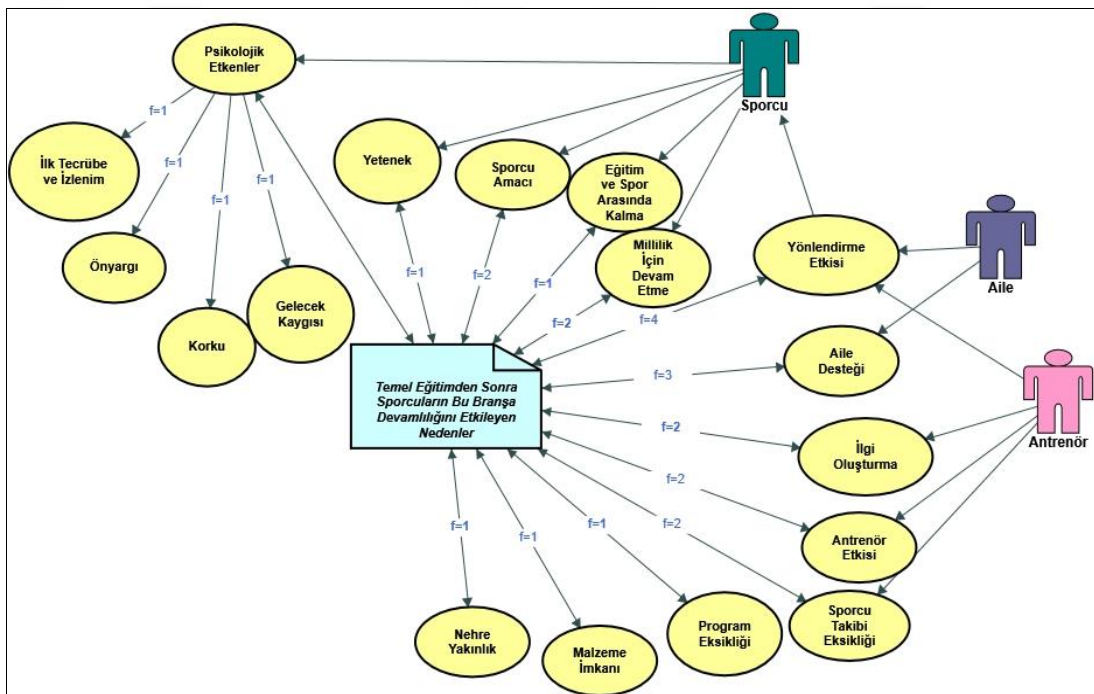 Psikolojik
Etkenler
Sporcu
f=1
f=1
f=1
f=1
İlk Tecrübe
ve İzlenim
Önyargı
Korku
Gelecek
Kaygısı
Yetenek
Sporcu
Amacı
Eğitim
ve Spor
Arasında
Kalma
Millilik
İçin
Devam
Etme
Yönlendirme
Etkisi
Aile
f=1
f=2
f=1
f=2
f=4
Aile
Desteği
f=3
Antrenör
Temel Eğitimden Sonra
Sporcuların Bu Branşa
Devamlılığını Etkileyen
Nedenler
f=2
İlgi
Oluşturma
f=2
Antrenör
Etkisi
f=1
f=1
f=1
f=2
Nehre
Yakınlık
Malzeme
İmkanı
Program
Eksikliği
Sporcu
Takibi
Eksikliği